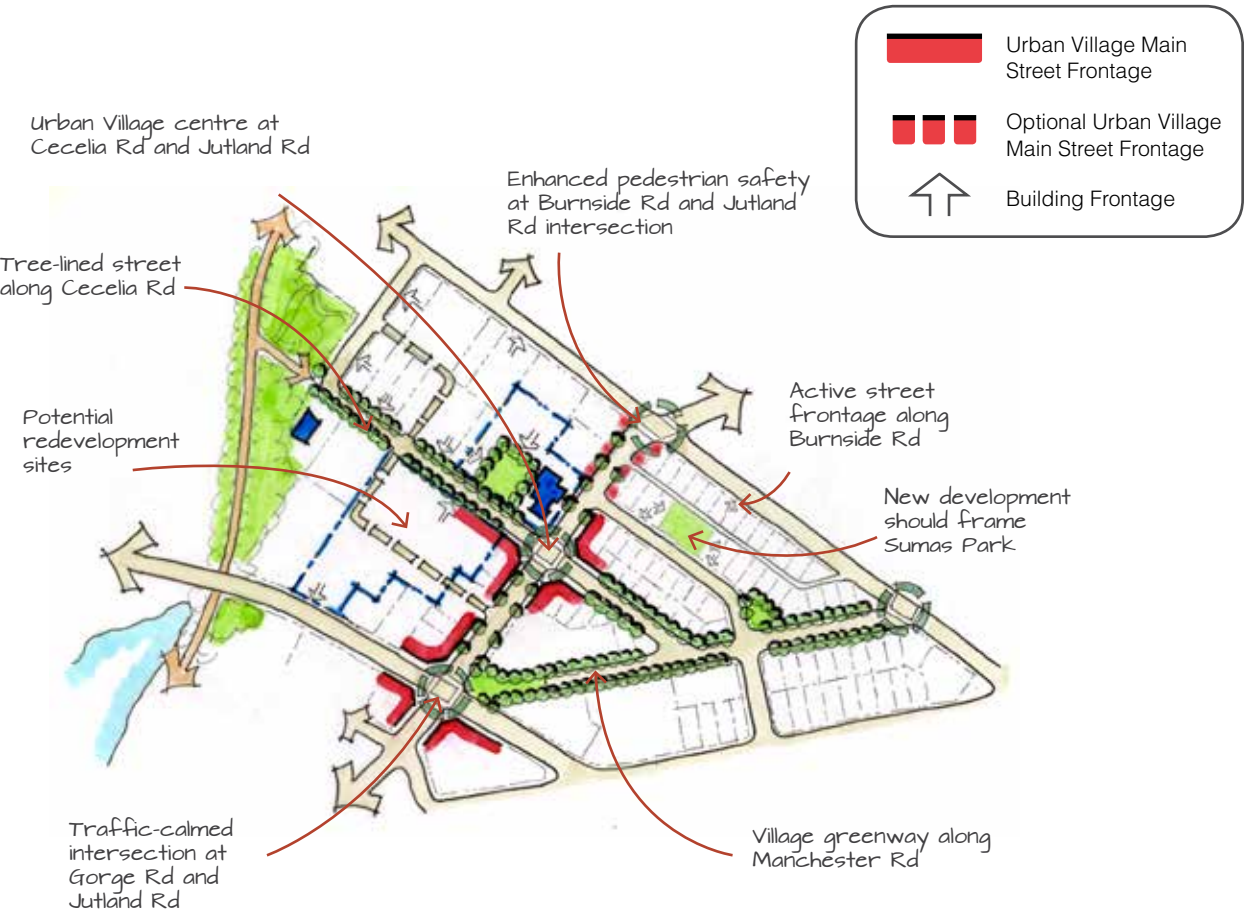 Urban Village Main
Street Frontage
Optional Urban Village
Main Street Frontage
Building Frontage
Urban Village centre at
Cecelia Rd and Jutland Rd
Enhanced pedestrian safety
at Burnside Rd and Jutland
Rd intersection
Tree-lined street
along Cecelia Rd
Active street
frontage along
Burnside Rd
Potential
redevelopment
sites
New development
should frame
Sumas Park
Traffic-calmed
intersection at
Gorge Rd and
Jutland Rd
Village greenway along
Manchester Rd